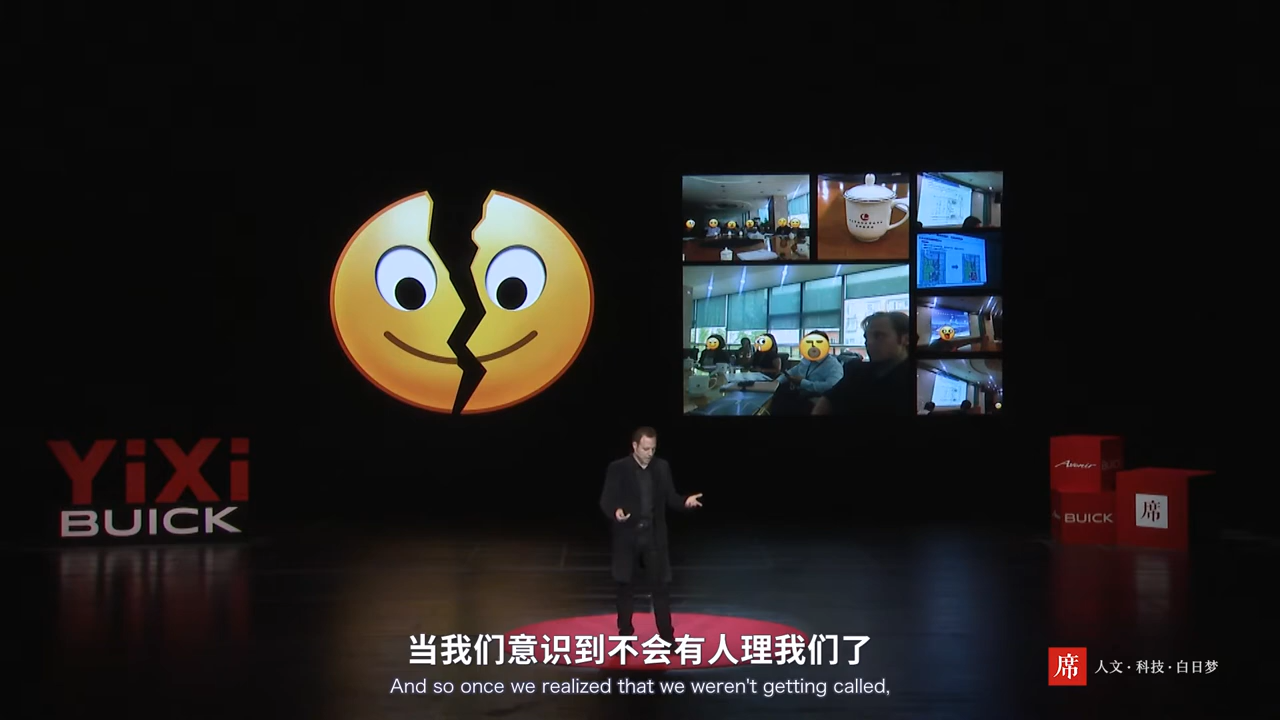 YiXi
BUICK
Avenir
BUICK
席
当我们意识到不会有人理我们了
And so once we realized that we weren't getting called,
席 人文·科技·白日梦